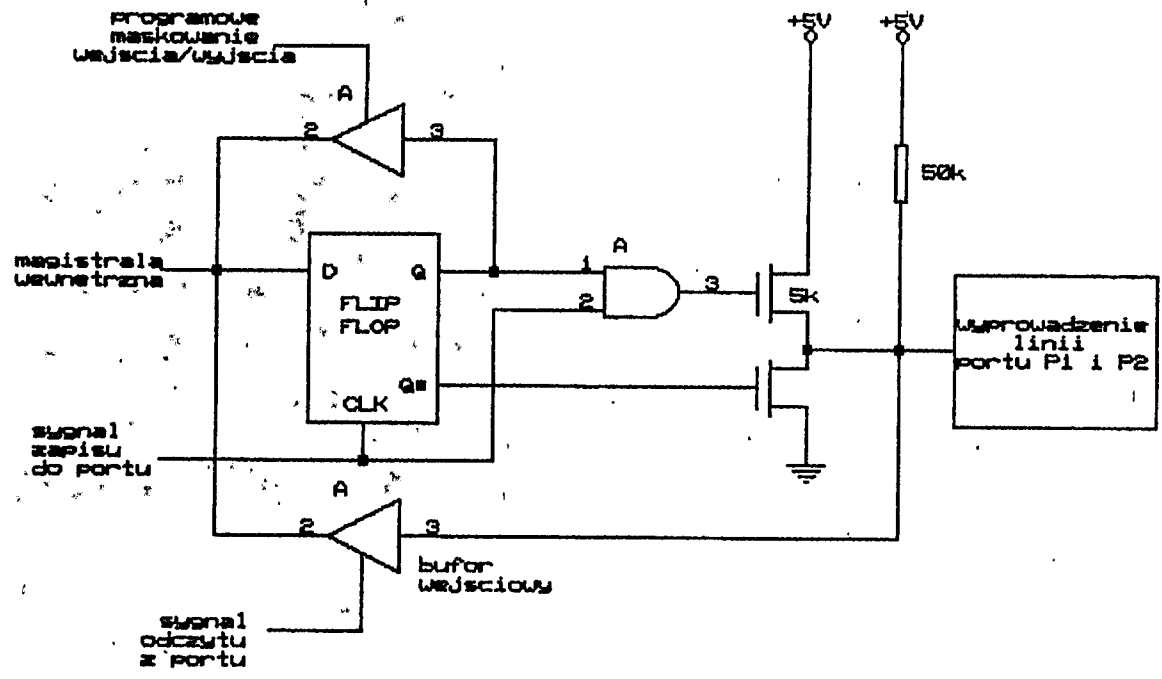 programowe
maskowanie
wejscia/wyjscia
+5V
+5V
A
2
3
50k
magistrala
wewnetrzna
D
Q
FLIP
FLOP
Q*
CLK
A
1
2
3
5k
wyprowadzenie
linii
portu P1 i P2
sygnal
zapisu
do portu
A
2
3
bufor
wejsciowy
sygnal
odczytu
z portu